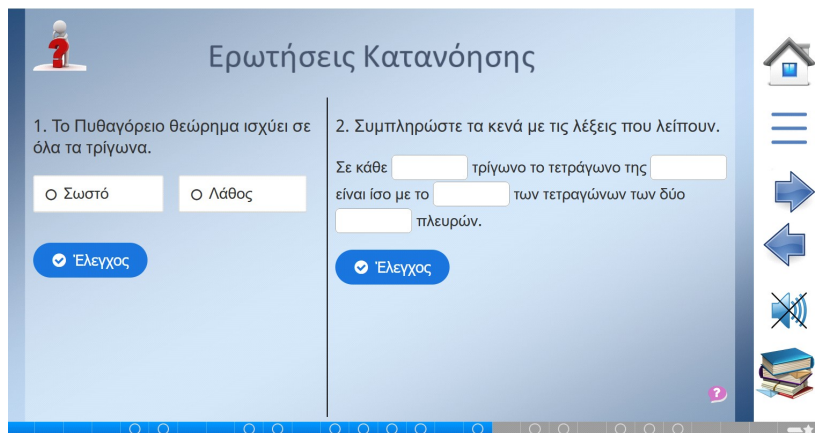 Ερωτήσεις Κατανόησης
1. Το Πυθαγόρειο θεώρημα ισχύει σε
όλα τα τρίγωνα.
Σωστό
Λάθος
Έλεγχος
2. Συμπληρώστε τα κενά με τις λέξεις που λείπουν.
Σε κάθε τρίγωνο το τετράγωνο της
είναι ίσο με το των τετραγώνων των δύο
πλευρών.
Έλεγχος